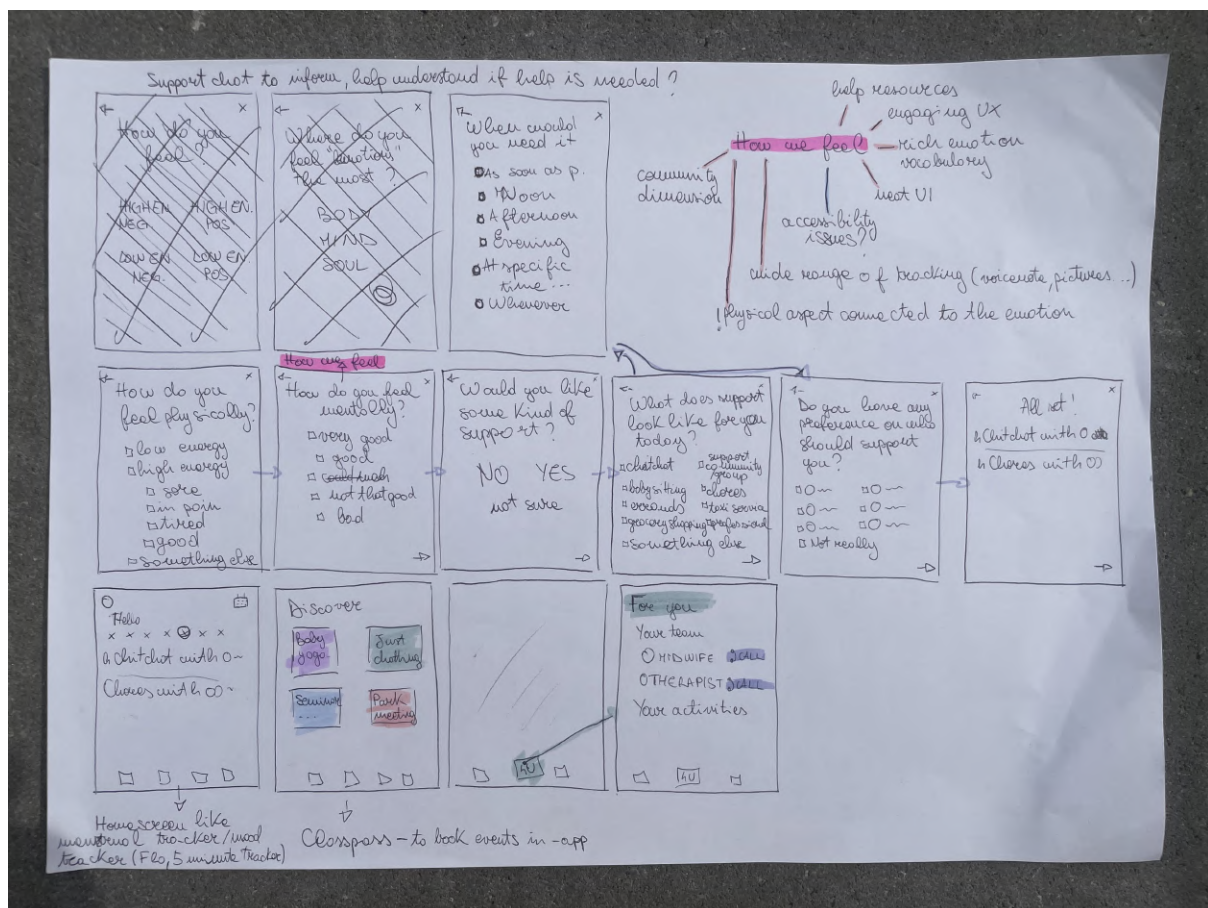 Support chat to inform, help understand if help is needed?
How do you
feel?
HIGH EN.
NEG.
HIGH EN.
POS
LOW EN
NEG.
LOW EN
POS.
Where do you
feel "emotions"
the most?
BODY
MIND
SOUL
When would
you need it
As soon as p.
Noon
Afternoon
Evening
At specific
time...
Whenever
How we feel
help resources
engaging UX
rich emotion
vocabulary
neat UI
accessibility
issues?
community
dimension
wide range of tracking (voicenote, pictures...)
! Physical aspect connected to the emotion
How do you
feel physically?
low energy
high energy
sore
in pain
tired
good
something else
How we feel
How do you feel
mentally?
very good
good
not that good
bad
Would you like
some kind of
support?
NO YES
not sure
What does support
look like for you
today?
chitchat
support
community
group
babysitting
chores
errands
taxi service
grocery shopping
professional
something else
Do you have any
preference on who
should support
you?
Not really
All set!
Chitchat with
Chores with
Hello
Chitchat with
Chores with
Discover
Baby
yoga
Just
chatting
Seminar
...
Park
meeting
4U
For you
Your team
MIDWIFE CALL
THERAPIST CALL
Your activities
4U
Homescreen like
menstrual tracker/mood
tracker (Flo, 5 minute tracker)
Classpass - to book events in-app